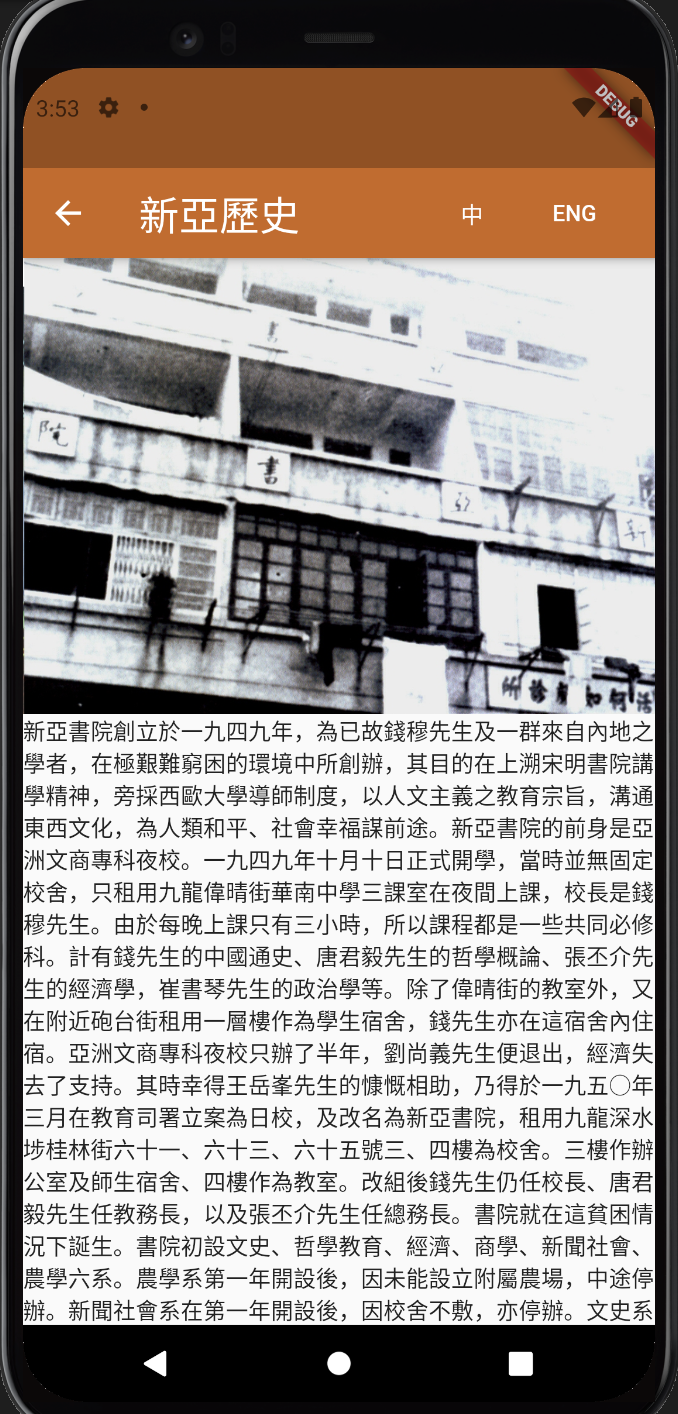 3:53
DEBUG
新亞歷史
中
ENG
院
書
亞
新
所診
如何活
新亞書院創立於一九四九年，為已故錢穆先生及一群來自內地之
學者，在極艱難窮困的環境中所創辦，其目的在上溯宋明書院講
學精神，旁採西歐大學導師制度，以人文主義之教育宗旨，溝通
東西文化，為人類和平、社會幸福謀前途。新亞書院的前身是亞
洲文商專科夜校。一九四九年十月十日正式開學，當時並無固定
校舍，只租用九龍偉晴街華南中學三課室在夜間上課，校長是錢
穆先生。由於每晚上課只有三小時，所以課程都是一些共同必修
科。計有錢先生的中國通史、唐君毅先生的哲學概論、張丕介先
生的經濟學，崔書琴先生的政治學等。除了偉晴街的教室外，又
在附近砲台街租用一層樓作為學生宿舍，錢先生亦在這宿舍內住
宿。亞洲文商專科夜校只辦了半年，劉尚義先生便退出，經濟失
去了支持。其時幸得王岳峯先生的慷慨相助，乃得於一九五〇年
三月在教育司署立案為日校，及改名為新亞書院，租用九龍深水
埗桂林街六十一、六十三、六十五號三、四樓為校舍。三樓作辦
公室及師生宿舍、四樓作為教室。改組後錢先生仍任校長、唐君
毅先生任教務長，以及張丕介先生任總務長。書院就在這貧困情
況下誕生。書院初設文史、哲學教育、經濟、商學、新聞社會、
農學六系。農學系第一年開設後，因未能設立附屬農場，中途停
辦。新聞社會系在第一年開設後，因校舍不敷，亦停辦。文史系